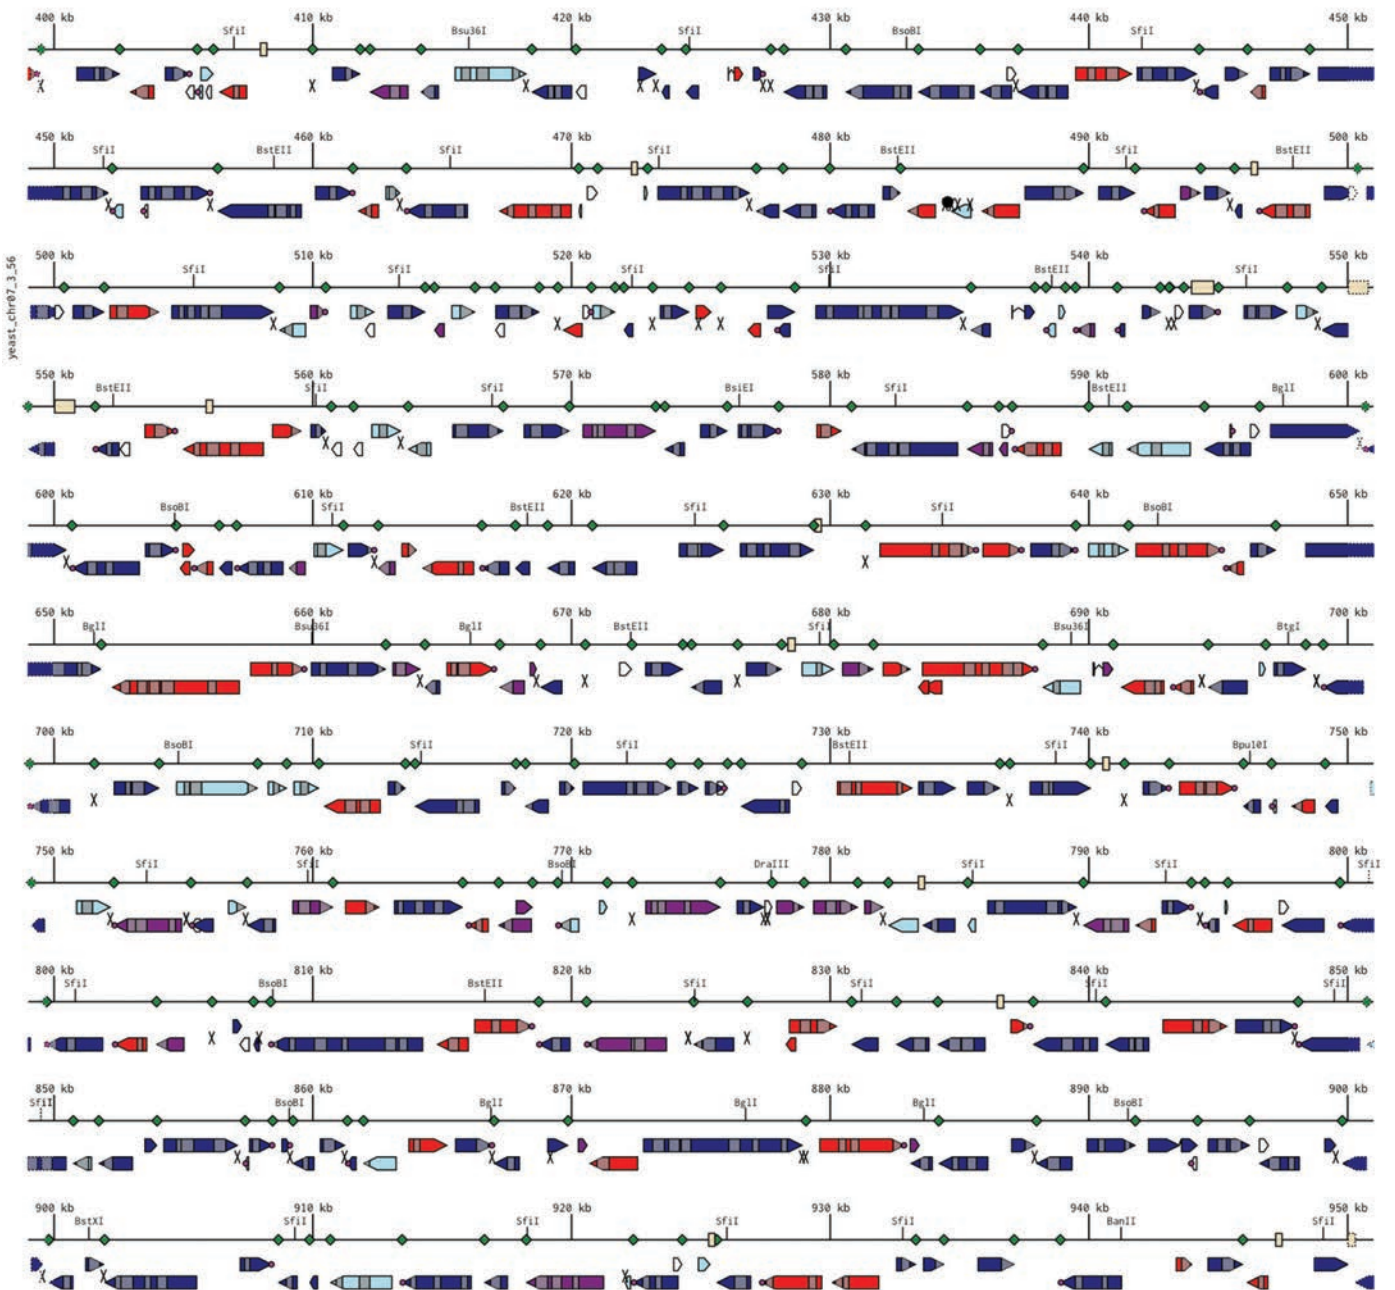 400 kb 410 kb 420 kb 430 kb 440 kb 450 kb
SfiI Bsu36I SfiI BsoBI SfiI
450 kb 460 kb 470 kb 480 kb 490 kb 500 kb
SfiI BstEII SfiI SfiI BstEII SfiI BstEII
yeast_chr07_3_56
500 kb 510 kb 520 kb 530 kb 540 kb 550 kb
SfiI SfiI SfiI SfiI BstEII SfiI
550 kb 560 kb 570 kb 580 kb 590 kb 600 kb
BstEII SfiI SfiI BsiEI SfiI BstEII BglI
600 kb 610 kb 620 kb 630 kb 640 kb 650 kb
BsoBI SfiI BstEII SfiI SfiI BsoBI
650 kb 660 kb 670 kb 680 kb 690 kb 700 kb
BglI Bsu36I BglI BstEII SfiI Bsu36I BtgI
700 kb 710 kb 720 kb 730 kb 740 kb 750 kb
BsoBI SfiI SfiI BstEII SfiI Bpu10I
750 kb 760 kb 770 kb 780 kb 790 kb 800 kb
SfiI SfiI BsoBI DraIII SfiI SfiI SfiI
800 kb 810 kb 820 kb 830 kb 840 kb 850 kb
SfiI BsoBI BstEII SfiI SfiI SfiI SfiI
850 kb 860 kb 870 kb 880 kb 890 kb 900 kb
SfiI BsoBI BglI BglI BglI BsoBI
900 kb 910 kb 920 kb 930 kb 940 kb 950 kb
BstXI SfiI SfiI SfiI SfiI BanII SfiI